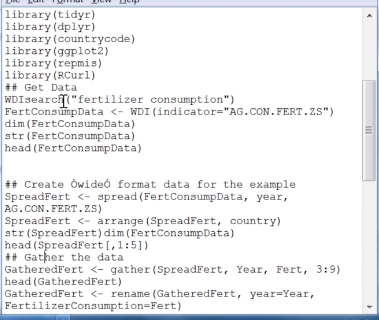 File Edit Format View Help
library(tidyr)
library(dplyr)
library(countrycode)
library(ggplot2)
library(repmis)
library(RCurl)
## Get Data
WDIsearch("fertilizer consumption")
FertConsumpData <- WDI(indicator="AG.CON.FERT.ZS")
dim(FertConsumpData)
str(FertConsumpData)
head(FertConsumpData)
## Create ÒwideÓ format data for the example
SpreadFert <- spread(FertConsumpData, year,
AG.CON.FERT.ZS)
SpreadFert <- arrange(SpreadFert, country)
str(SpreadFert)dim(FertConsumpData)
head(SpreadFert[,1:5])
## Gather the data
GatheredFert <- gather(SpreadFert, Year, Fert, 3:9)
head(GatheredFert)
GatheredFert <- rename(GatheredFert, year=Year,
FertilizerConsumption=Fert)